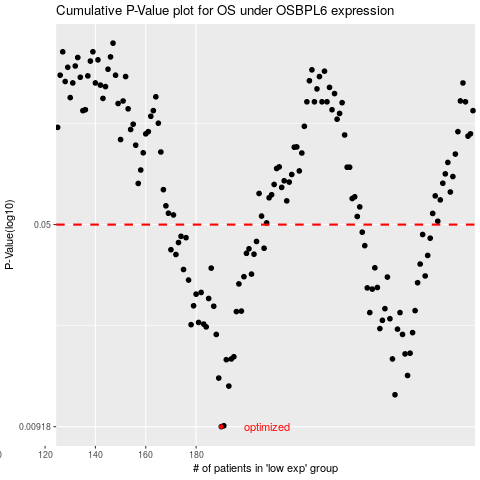 Cumulative P-Value plot for OS under OSBPL6 expression
P-Value(log10)
0.05
0.00918
optimized
0 120 140 160 180
# of patients in 'low exp' group